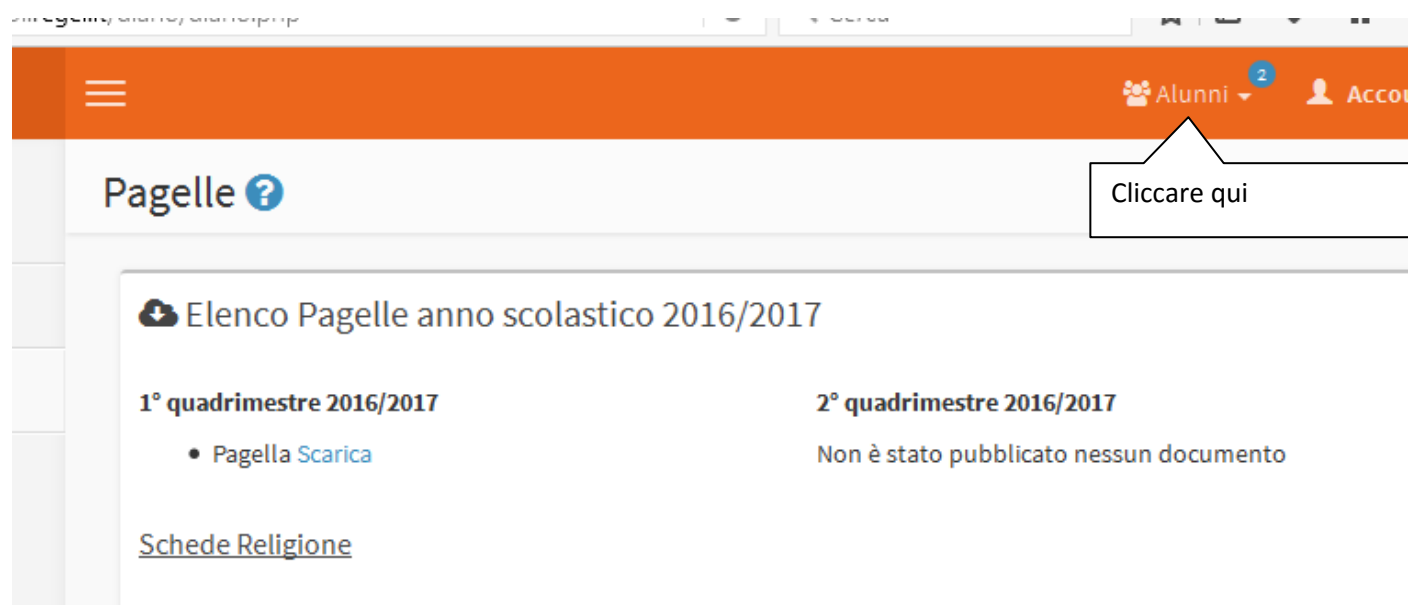 2
Alunni
Pagelle
Cliccare qui
Elenco Pagelle anno scolastico 2016/2017
1° quadrimestre 2016/2017
2° quadrimestre 2016/2017
Pagella Scarica
Non è stato pubblicato nessun documento
Schede Religione